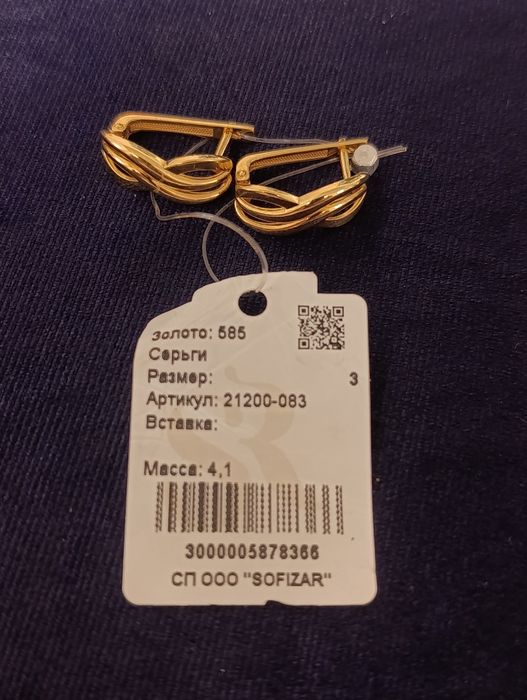 золото: 585
Серьги
Размер: 3
Артикул: 21200-083
Вставка:
Масса: 4,1
3000005878366
СП ООО "SOFIZAR"